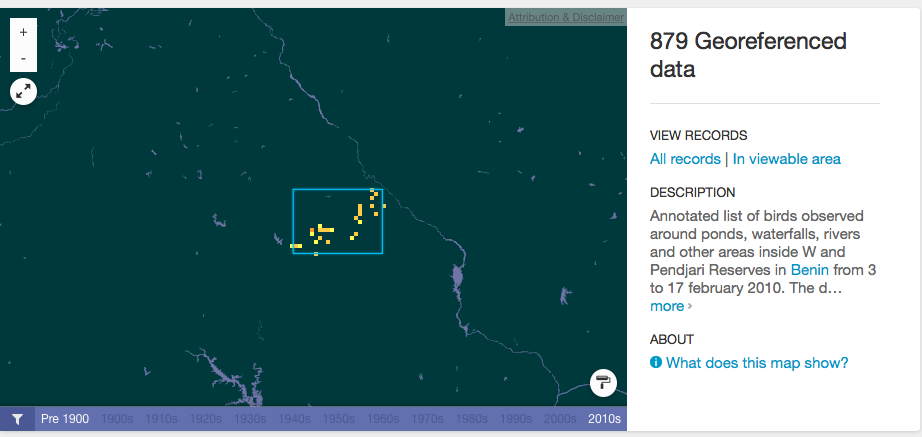 +
-
Attribution & Disclaimer
Pre 1900 1900s 1910s 1920s 1930s 1940s 1950s 1960s 1970s 1980s 1990s 2000s 2010s
879 Georeferenced
data
VIEW RECORDS
All records | In viewable area
DESCRIPTION
Annotated list of birds observed
around ponds, waterfalls, rivers
and other areas inside W and
Pendjari Reserves in Benin from 3
to 17 february 2010. The d…
more ›
ABOUT
What does this map show?